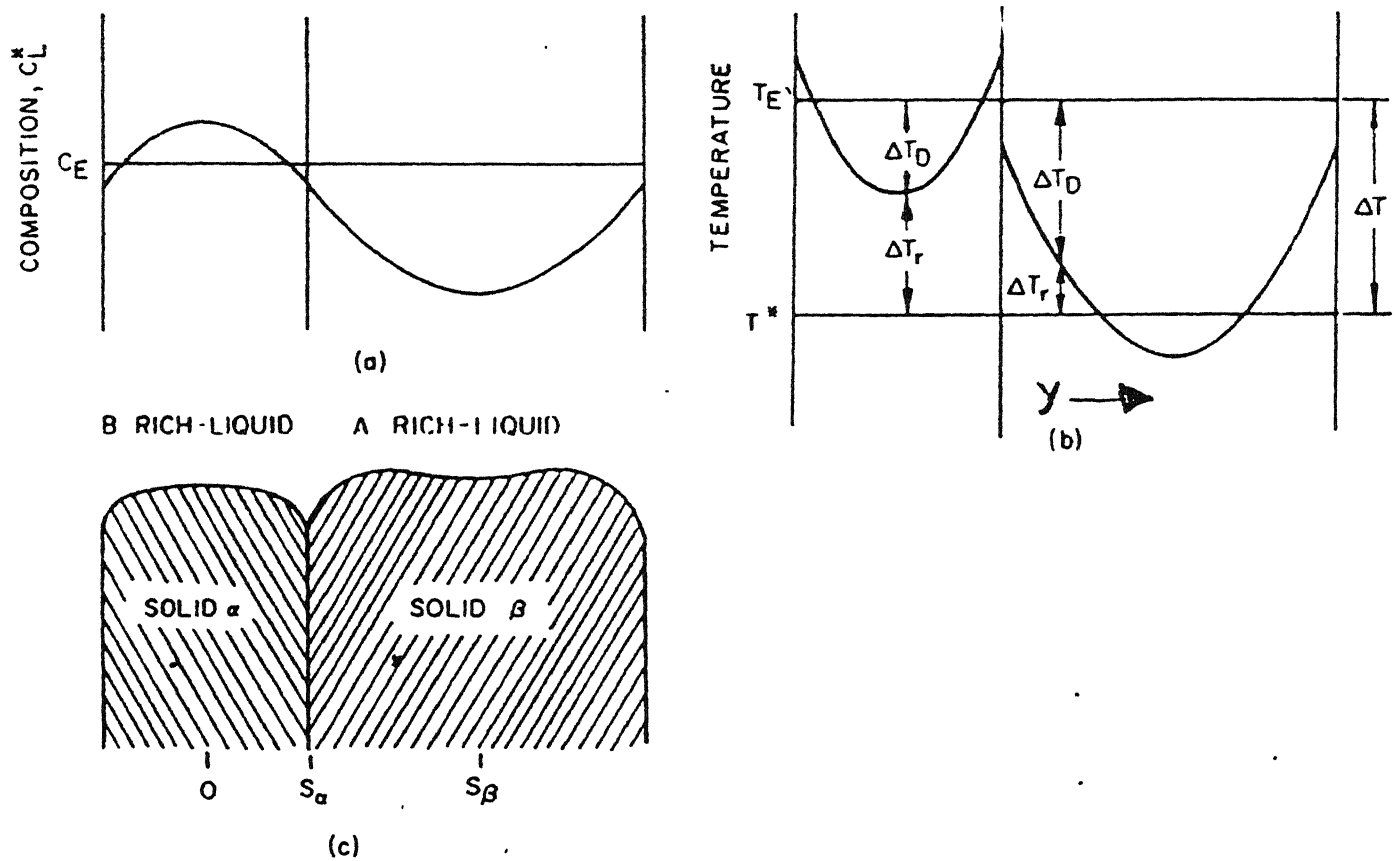 COMPOSITION, C*L
CE
(a)
TEMPERATURE
TE
ΔTD
ΔTr
ΔTD
ΔTr
ΔT
T*
y
(b)
B RICH-LIQUID A RICH-LIQUID
SOLID α SOLID β
O Sα Sβ
(c)